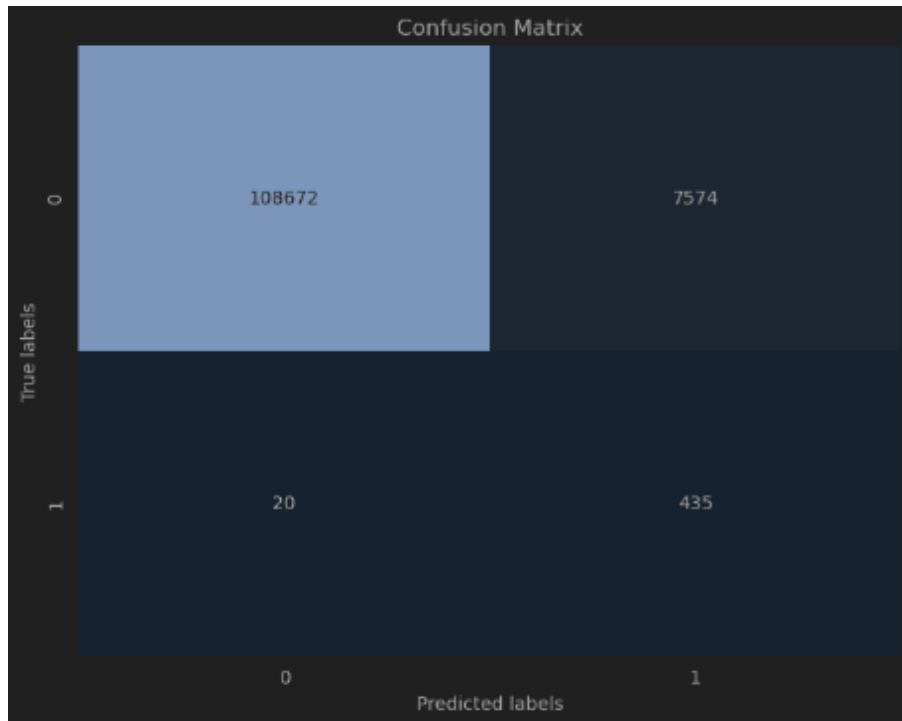 Confusion Matrix
0
108672
7574
True labels
1
20
435
0
1
Predicted labels